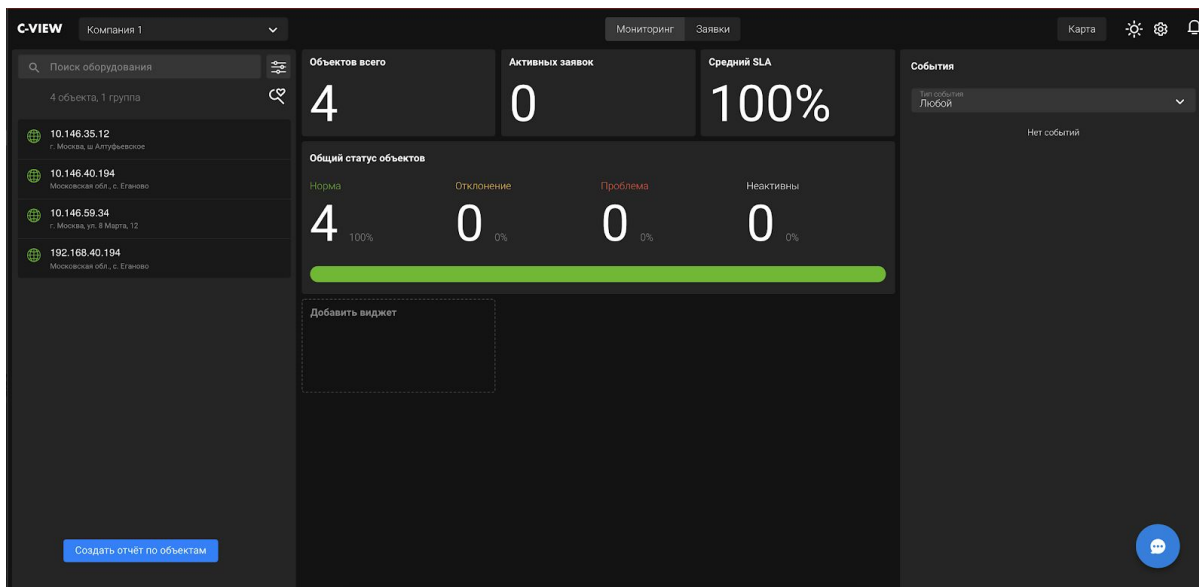 C-VIEW
Компания 1
Мониторинг
Заявки
Карта
Поиск оборудования
4 объекта, 1 группа
10.146.35.12
г. Москва, ш Алтуфьевское
10.146.40.194
Московская обл., с. Еганово
10.146.59.34
г. Москва, ул. 8 Марта, 12
192.168.40.194
Московская обл., с. Еганово
Создать отчёт по объектам
Объектов всего
4
Активных заявок
0
Средний SLA
100%
Общий статус объектов
Норма
4 100%
Отклонение
0 0%
Проблема
0 0%
Неактивны
0 0%
Добавить виджет
События
Тип события
Любой
Нет событий